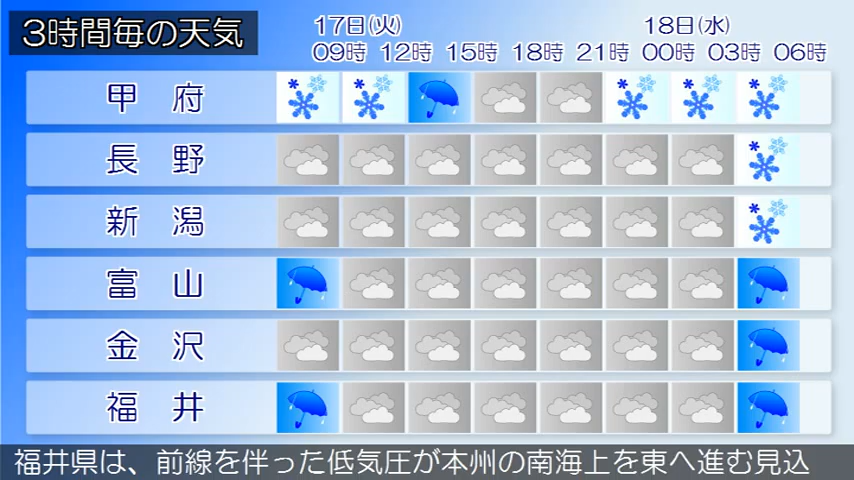 3時間毎の天気
17日(火) 18日(水)
09時 12時 15時 18時 21時 00時 03時 06時
甲 府
長 野
新 潟
富 山
金 沢
福 井
福井県は、前線を伴った低気圧が本州の南海上を東へ進む見込